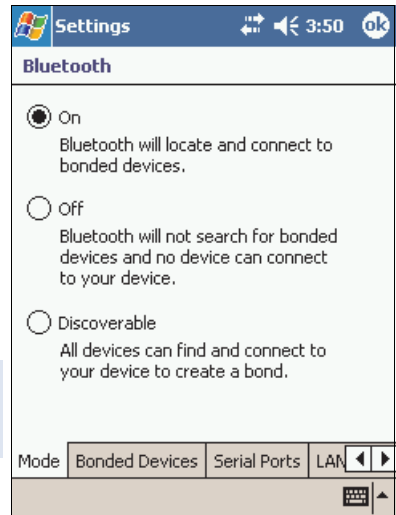 Settings 3:50 ok
Bluetooth
On
Bluetooth will locate and connect to
bonded devices.
Off
Bluetooth will not search for bonded
devices and no device can connect
to your device.
Discoverable
All devices can find and connect to
your device to create a bond.
Mode Bonded Devices Serial Ports LAN